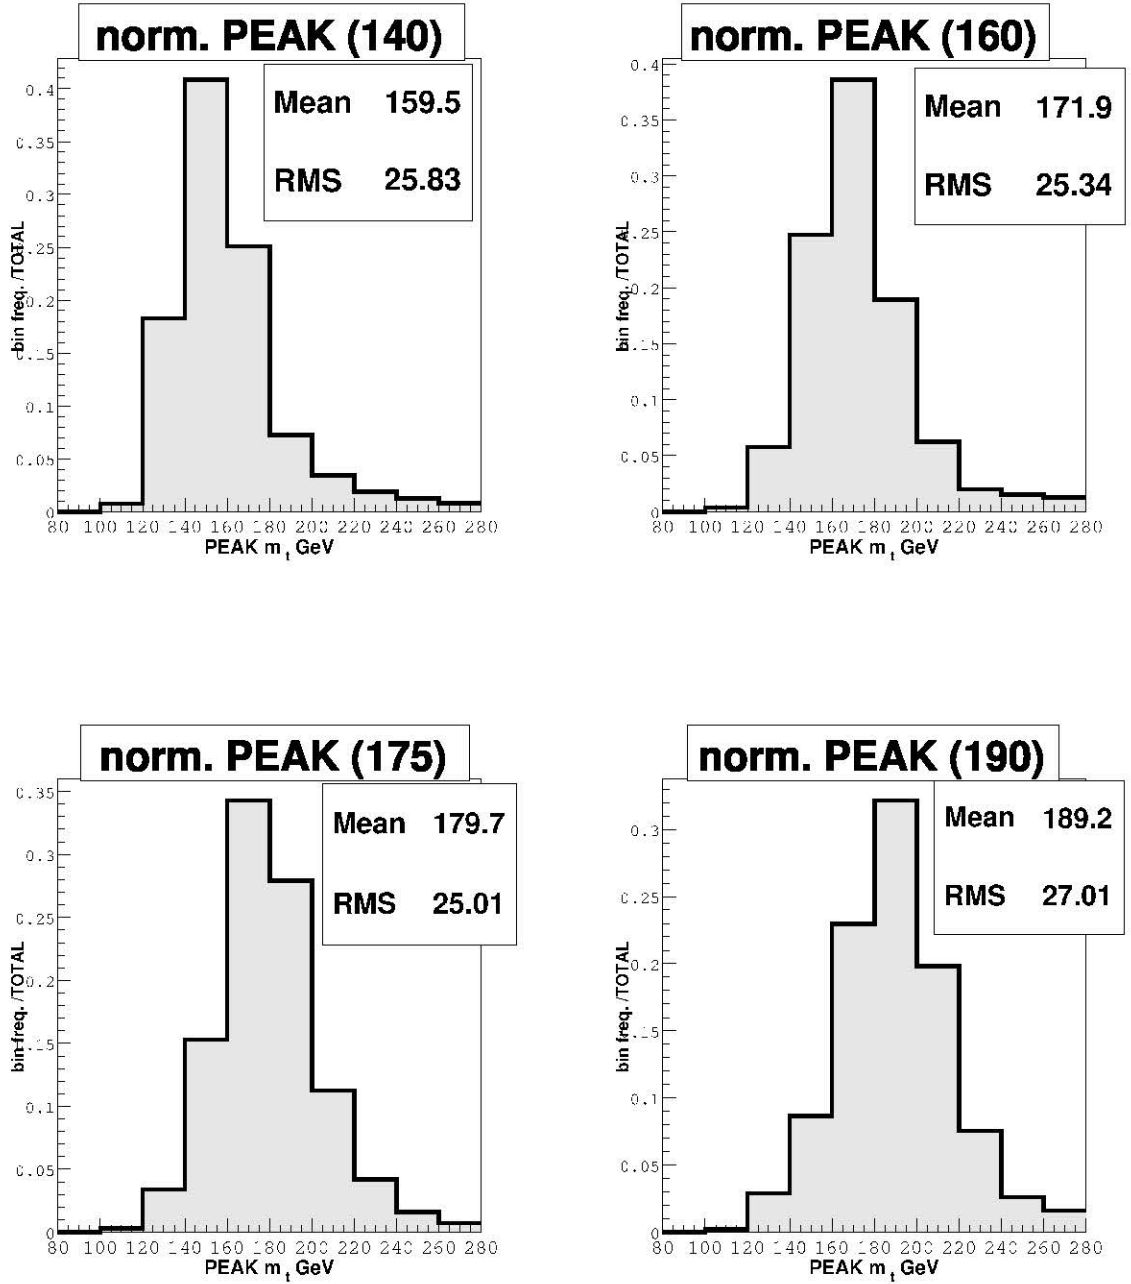 norm. PEAK (140)
Mean 159.5
RMS 25.83
bin freq. /TOTAL
0.4
0.35
0.3
0.25
0.2
0.15
0.1
0.05
0
80 100 120 140 160 180 200 220 240 260 280
PEAK m t GeV
norm. PEAK (160)
Mean 171.9
RMS 25.34
bin freq. /TOTAL
0.4
0.35
0.3
0.25
0.2
0.15
0.1
0.05
0
80 100 120 140 160 180 200 220 240 260 280
PEAK m t GeV
norm. PEAK (175)
Mean 179.7
RMS 25.01
bin freq. /TOTAL
0.35
0.3
0.25
0.2
0.15
0.1
0.05
0
80 100 120 140 160 180 200 220 240 260 280
PEAK m t GeV
norm. PEAK (190)
Mean 189.2
RMS 27.01
bin freq. /TOTAL
0.3
0.25
0.2
0.15
0.1
0.05
0
80 100 120 140 160 180 200 220 240 260 280
PEAK m t GeV